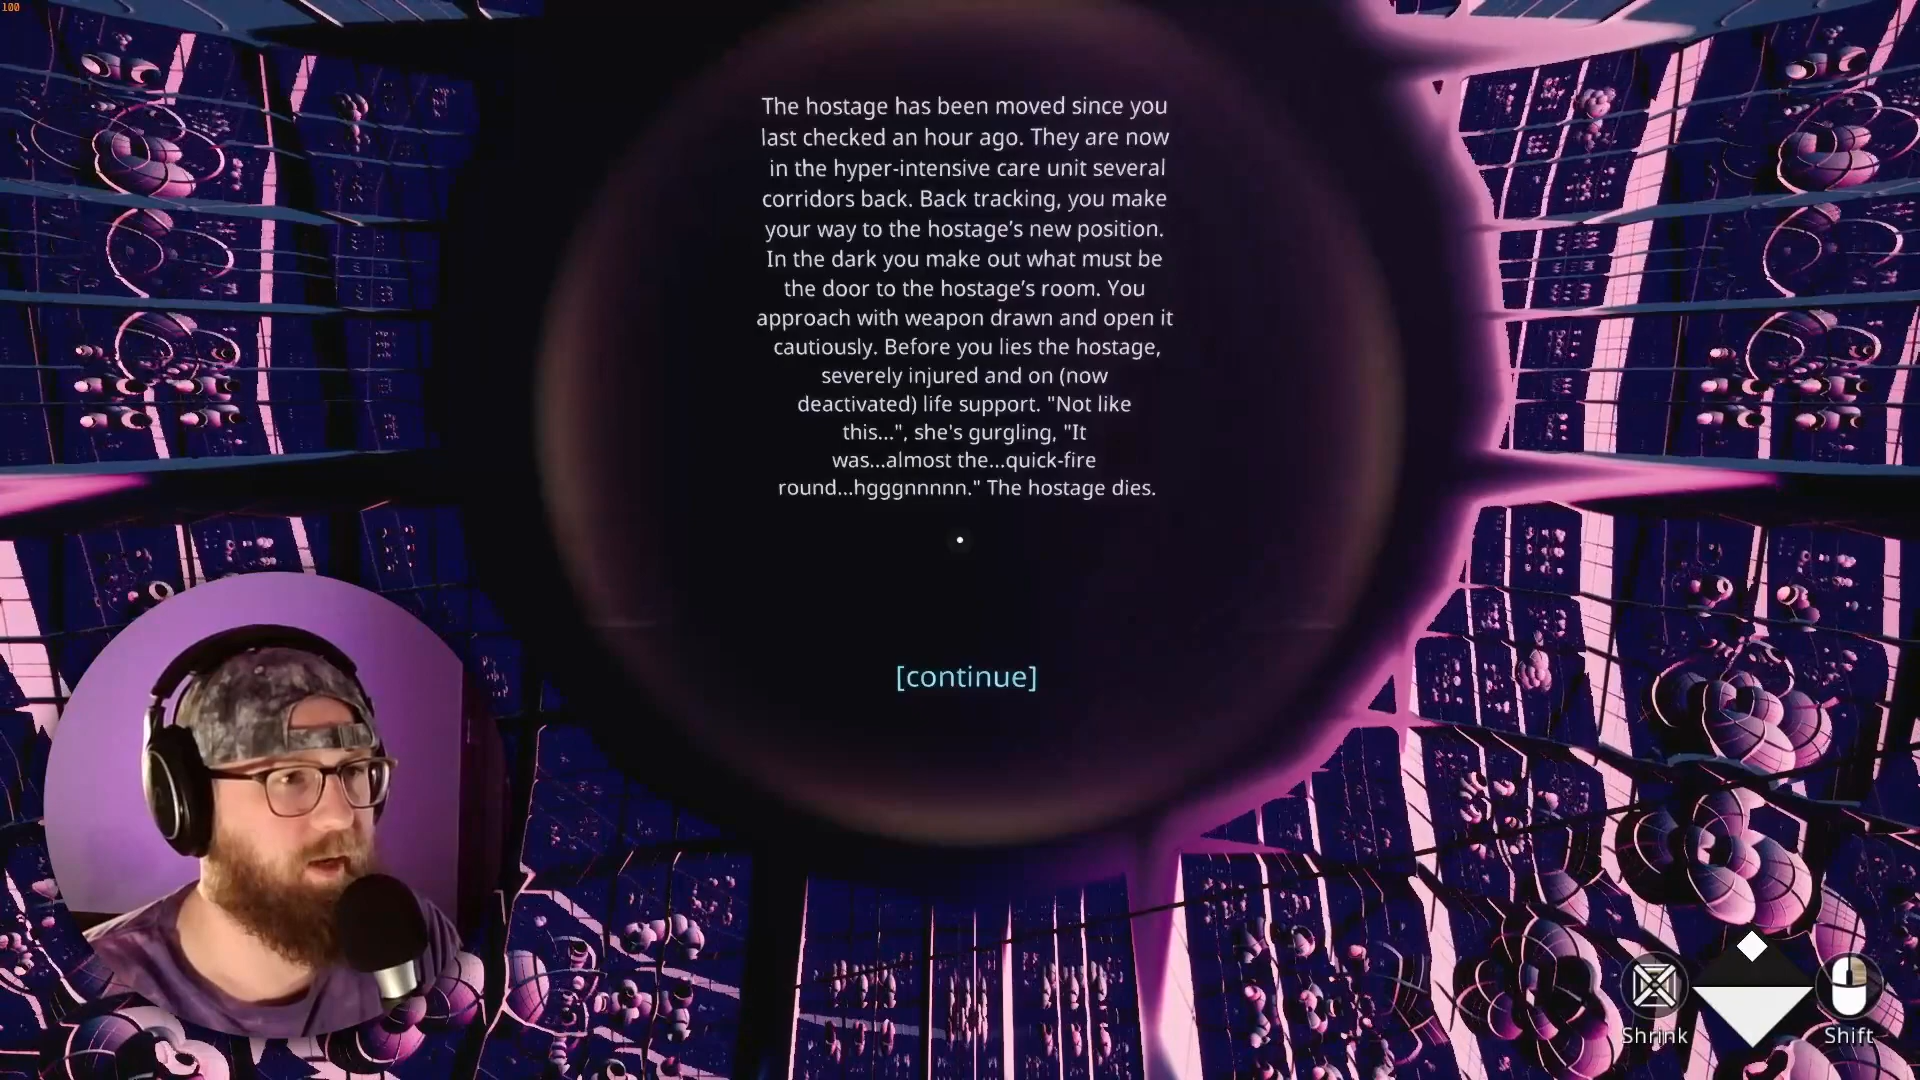 100
The hostage has been moved since you
last checked an hour ago. They are now
in the hyper-intensive care unit several
corridors back. Back tracking, you make
your way to the hostage’s new position.
In the dark you make out what must be
the door to the hostage’s room. You
approach with weapon drawn and open it
cautiously. Before you lies the hostage,
severely injured and on (now
deactivated) life support. "Not like
this...", she's gurgling, "It
was...almost the...quick-fire
round...hgggnnnnn." The hostage dies.
[continue]
Shrink
Shift